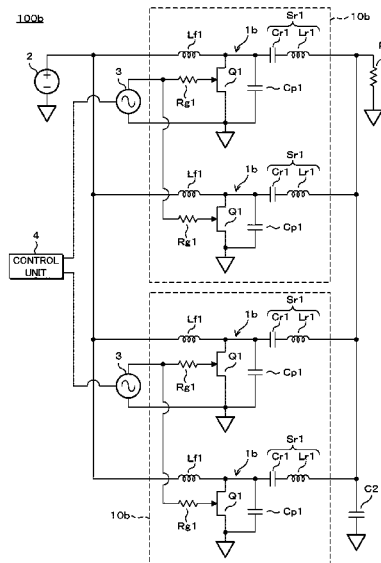 100b
Sr1
10b
Lf1
1b
Cr1
Lr1
R
2
3
Q1
Rg1
Cp1
Sr1
Lf1
1b
Cr1
Lr1
Q1
Rg1
Cp1
4
CONTROL
UNIT
Sr1
Lf1
1b
Cr1
Lr1
3
Q1
Rg1
Cp1
Sr1
Lf1
1b
Cr1
Lr1
Q1
C2
10b
Rg1
Cp1